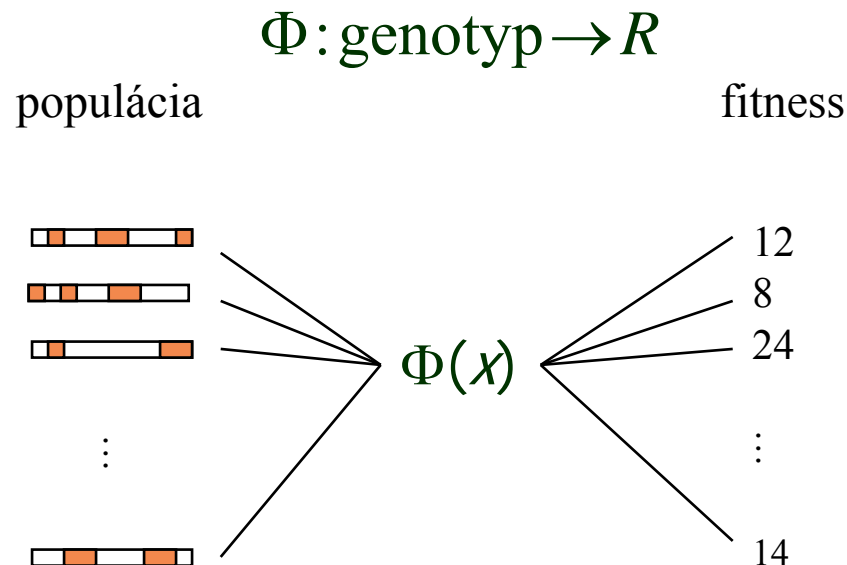 Φ: genotyp → R
populácia fitness
12
8
24
Φ(x)
⋮ ⋮
14